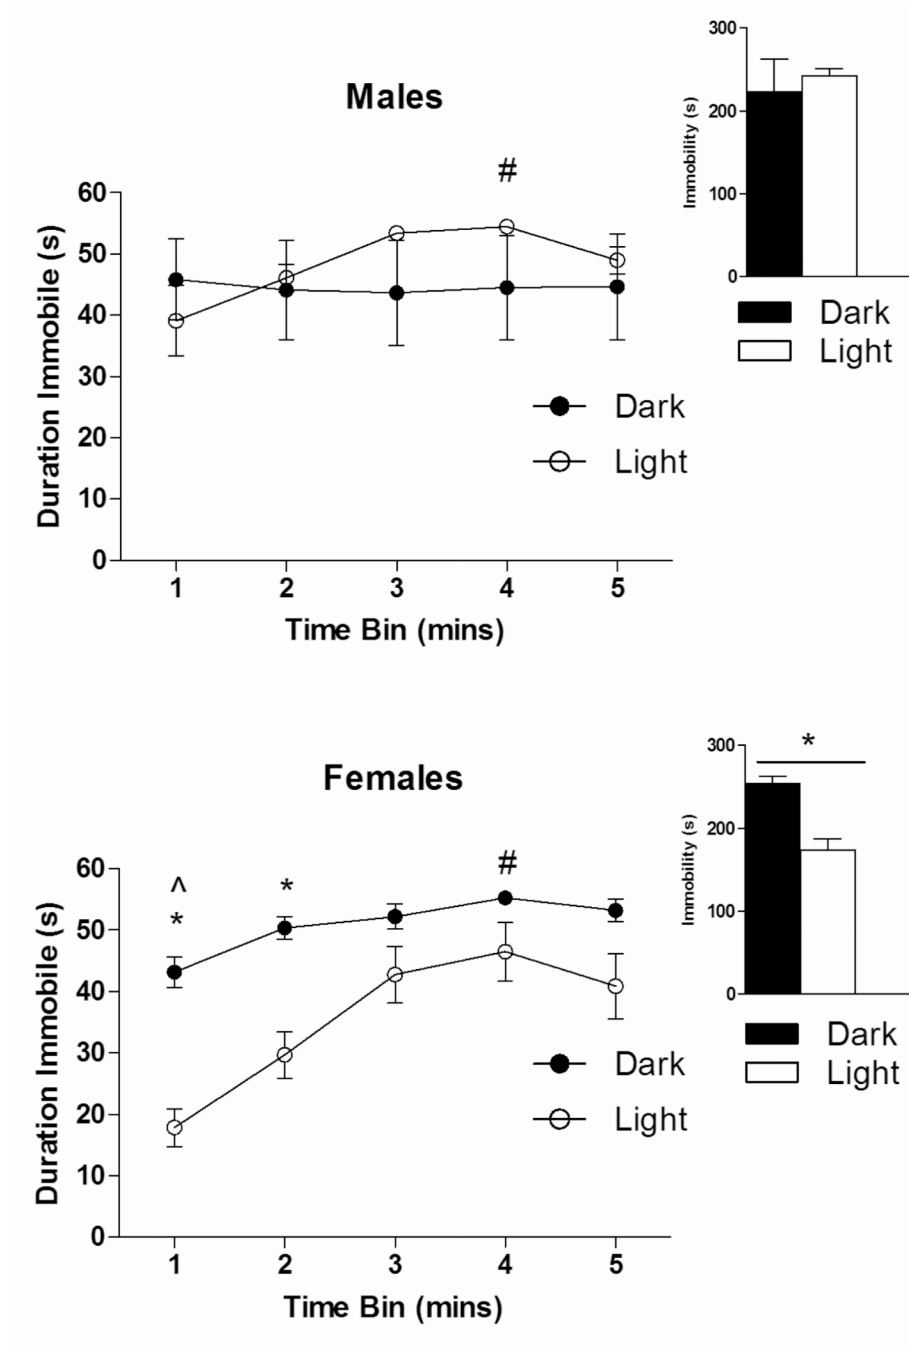 Males
#
60
50
40
30
20
10
0
Duration Immobile (s)
1 2 3 4 5
Time Bin (mins)
Dark
Light
300
200
100
0
Immobility (s)
Dark
Light
Females
^
*
*
#
60
50
40
30
20
10
0
Duration Immobile (s)
1 2 3 4 5
Time Bin (mins)
Dark
Light
*
300
200
100
0
Immobility (s)
Dark
Light